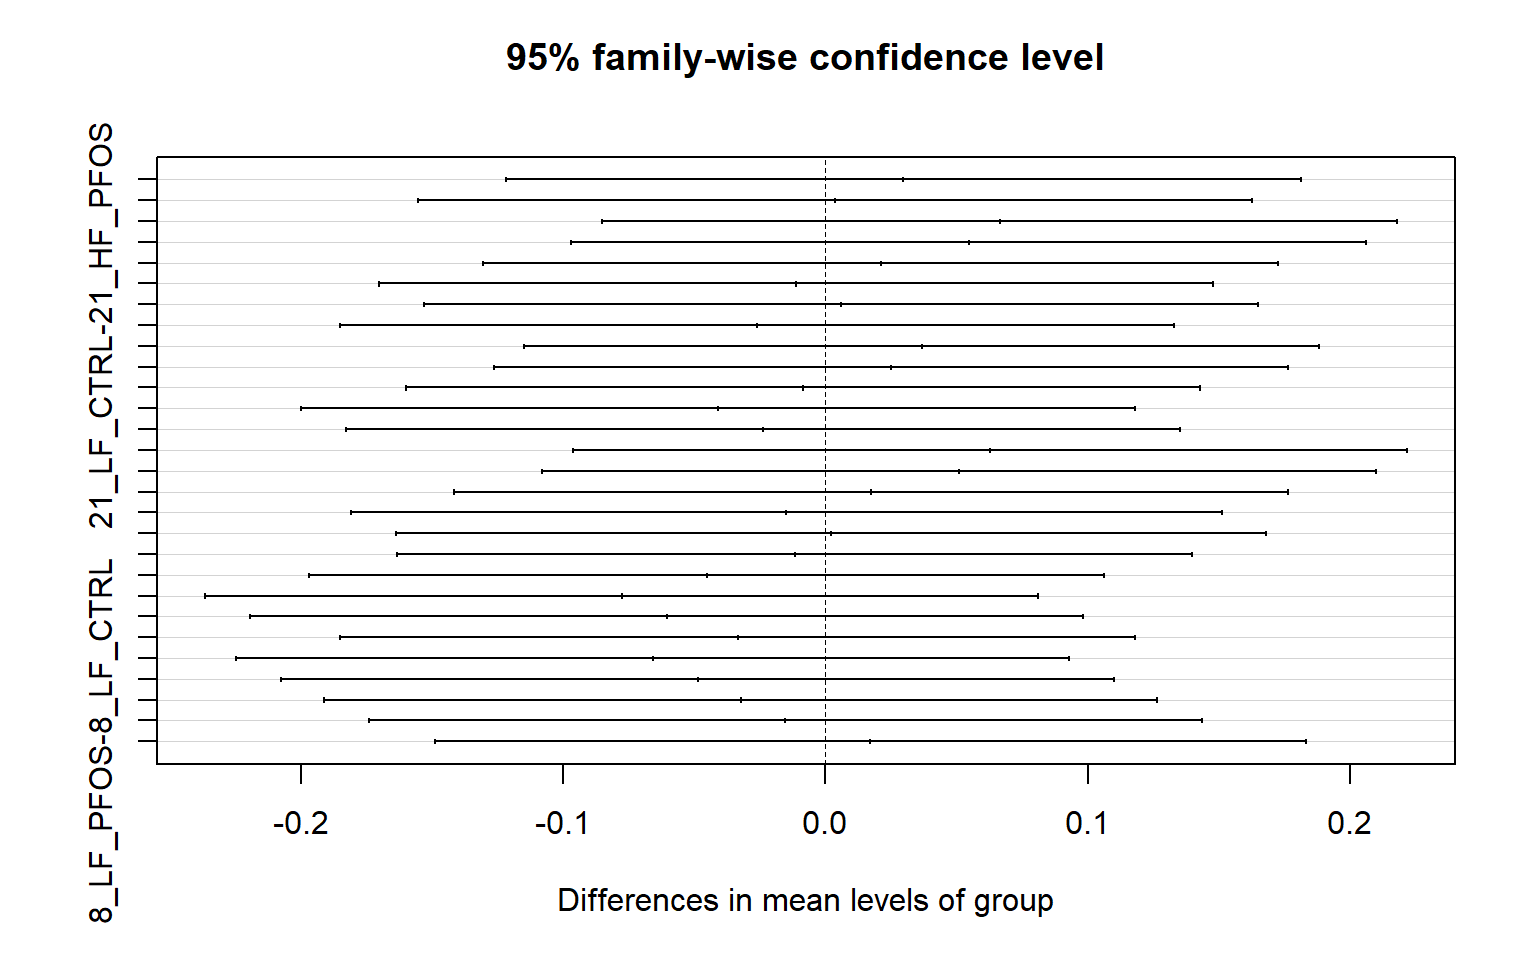 95% family-wise confidence level
21_LF_CTRL-21_HF_PFOS
8_LF_PFOS-8_LF_CTRL
-0.2
-0.1
0.0
0.1
0.2
Differences in mean levels of group